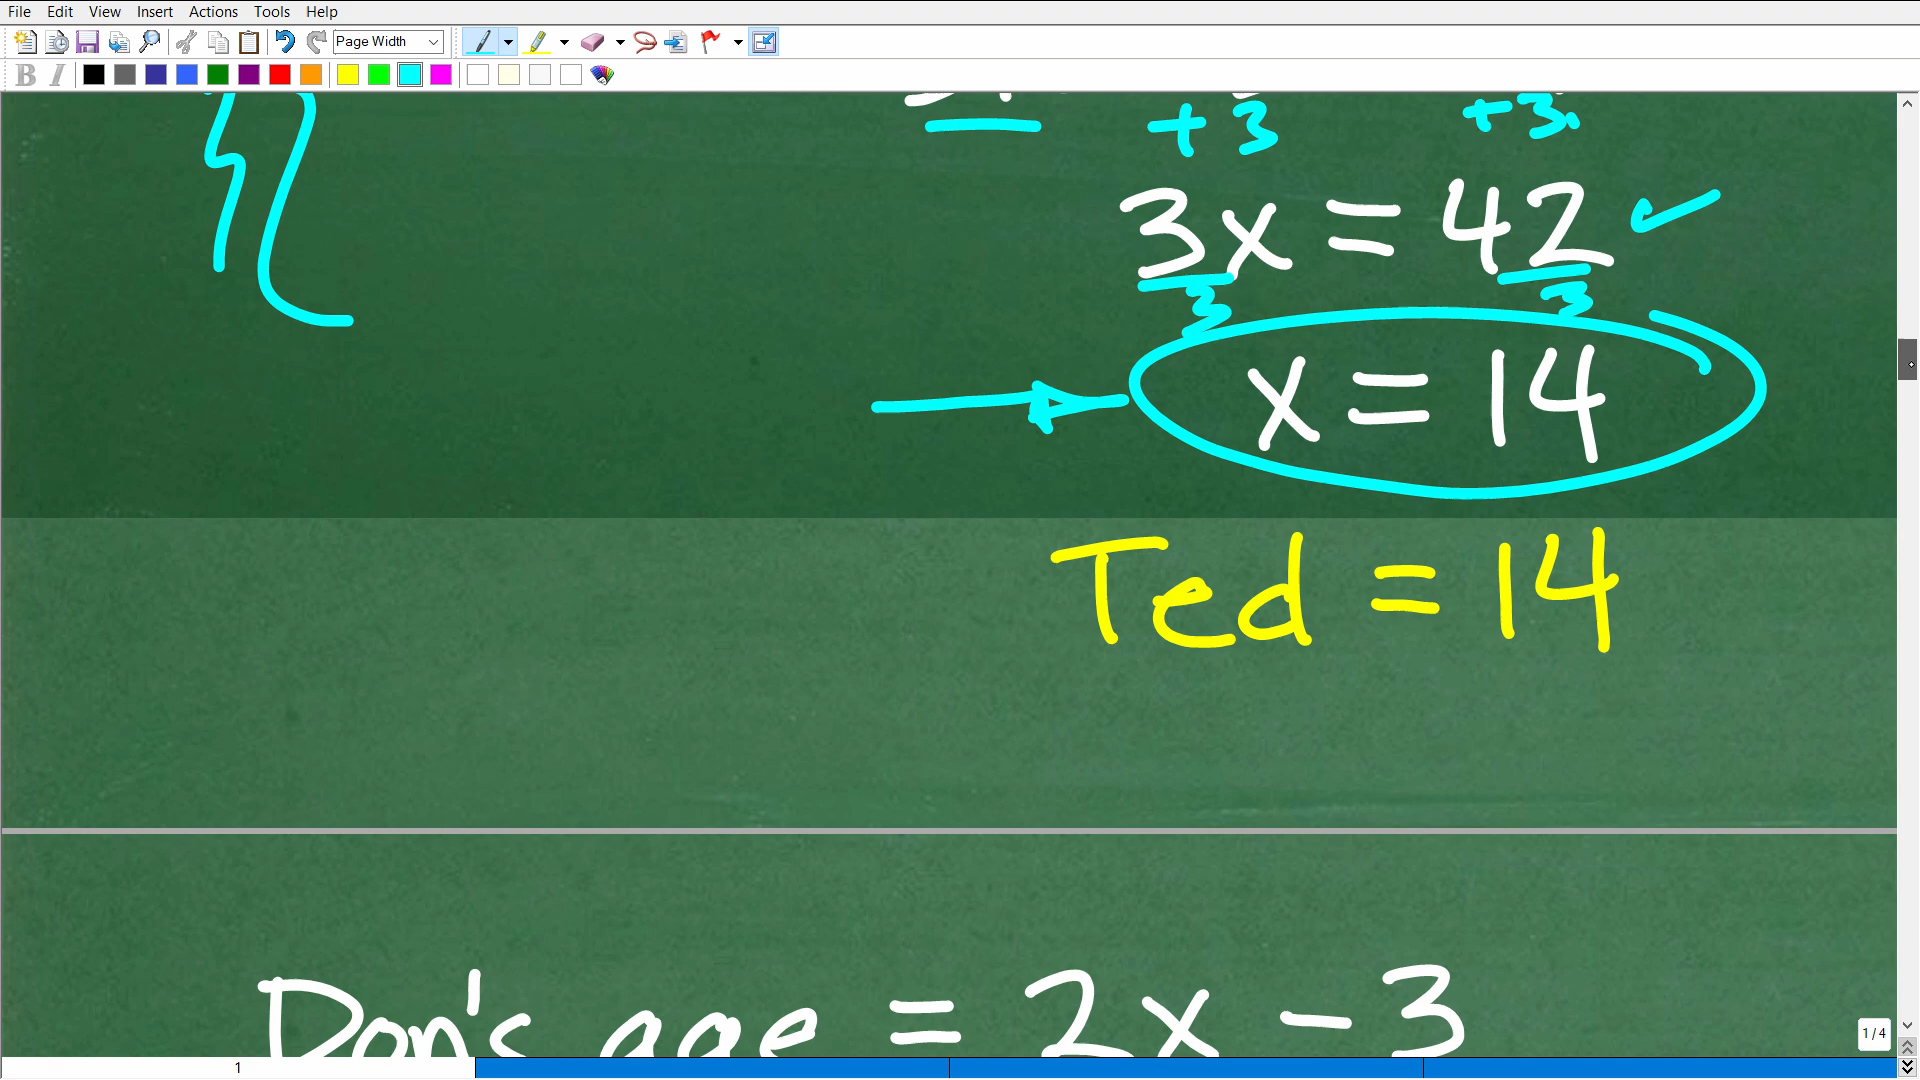 File Edit View Insert Actions Tools Help
Page Width
B I
+3 +3
3x = 42
3 3
x = 14
Ted = 14
Don's age = 2x - 3
1 / 4
1